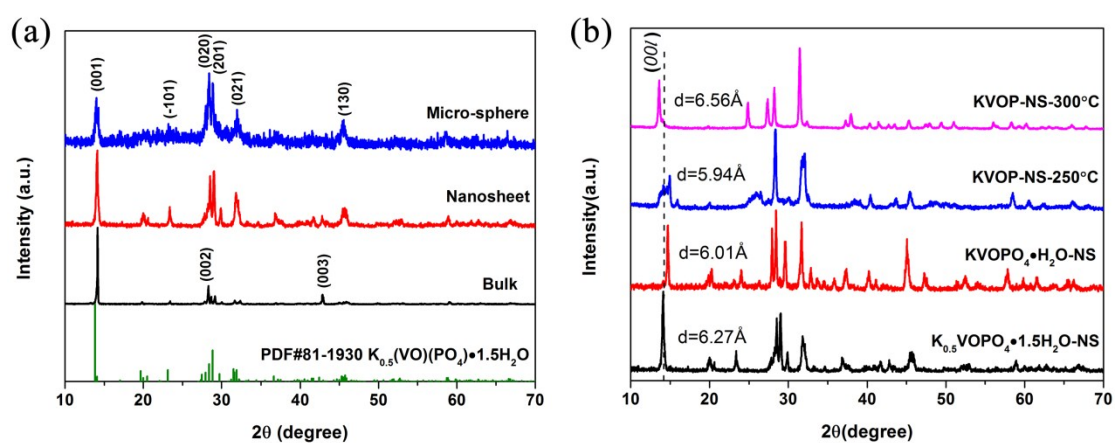 (a)
Intensity (a.u.)
(001)
(-101)
(020)
(201)
(021)
(130)
Micro-sphere
Nanosheet
(002)
(003)
Bulk
PDF#81-1930 K₀.₅(VO)(PO₄)•1.5H₂O
10 20 30 40 50 60 70
2θ (degree)
(b)
Intensity(a.u.)
(00l)
d=6.56Å
KVOP-NS-300°C
d=5.94Å
KVOP-NS-250°C
d=6.01Å
KVOPO₄•H₂O-NS
d=6.27Å
K₀.₅VOPO₄•1.5H₂O-NS
10 20 30 40 50 60 70
2θ(degree)